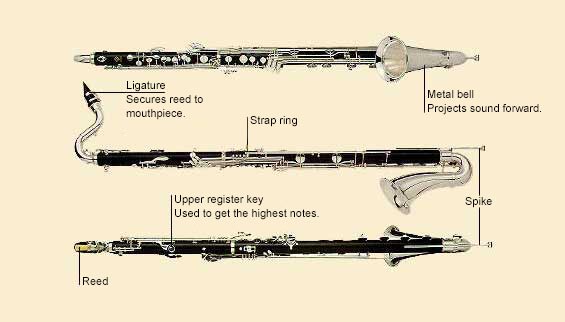 Ligature
Secures reed to
mouthpiece.
Metal bell
Projects sound forward.
Strap ring
Upper register key
Used to get the highest notes.
Spike
Reed